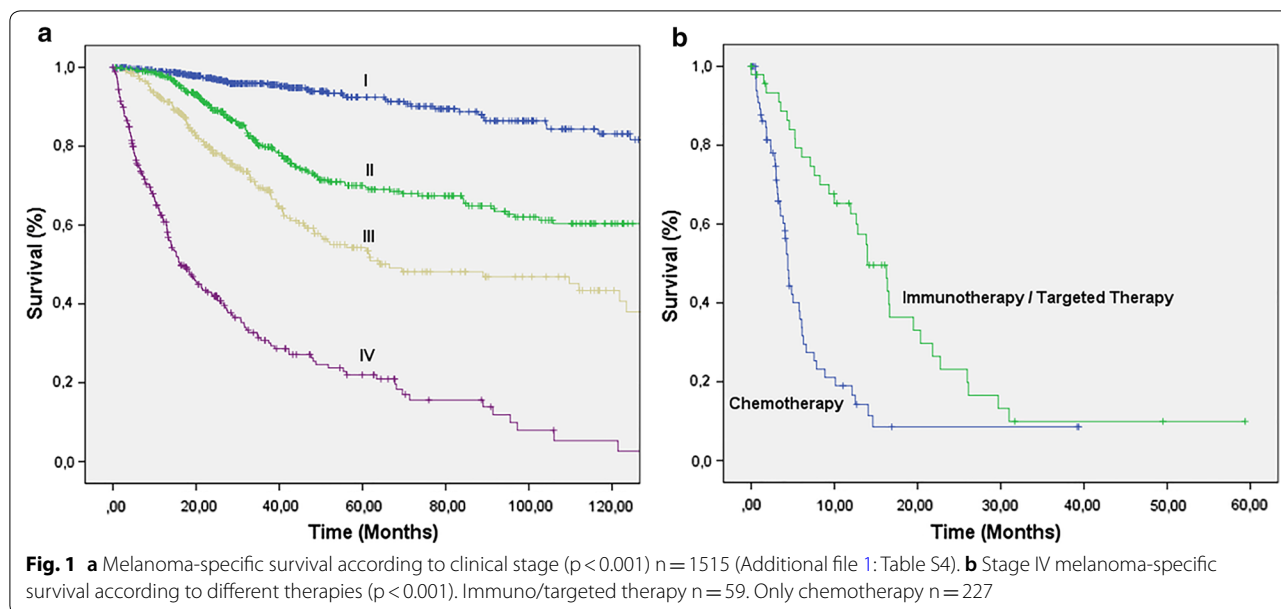 a
b
1,0
0,8
0,6
0,4
0,2
0,0
Survival (%)
I
II
III
IV
,00
20,00
40,00
60,00
80,00
100,00
120,00
Time (Months)
1,0
0,8
0,6
0,4
0,2
0,0
Survival (%)
Immunotherapy / Targeted Therapy
Chemotherapy
,00
10,00
20,00
30,00
40,00
50,00
60,00
Time (Months)
Fig. 1 a Melanoma-specific survival according to clinical stage (p < 0.001) n = 1515 (Additional file 1: Table S4). b Stage IV melanoma-specific
survival according to different therapies (p < 0.001). Immuno/targeted therapy n = 59. Only chemotherapy n = 227